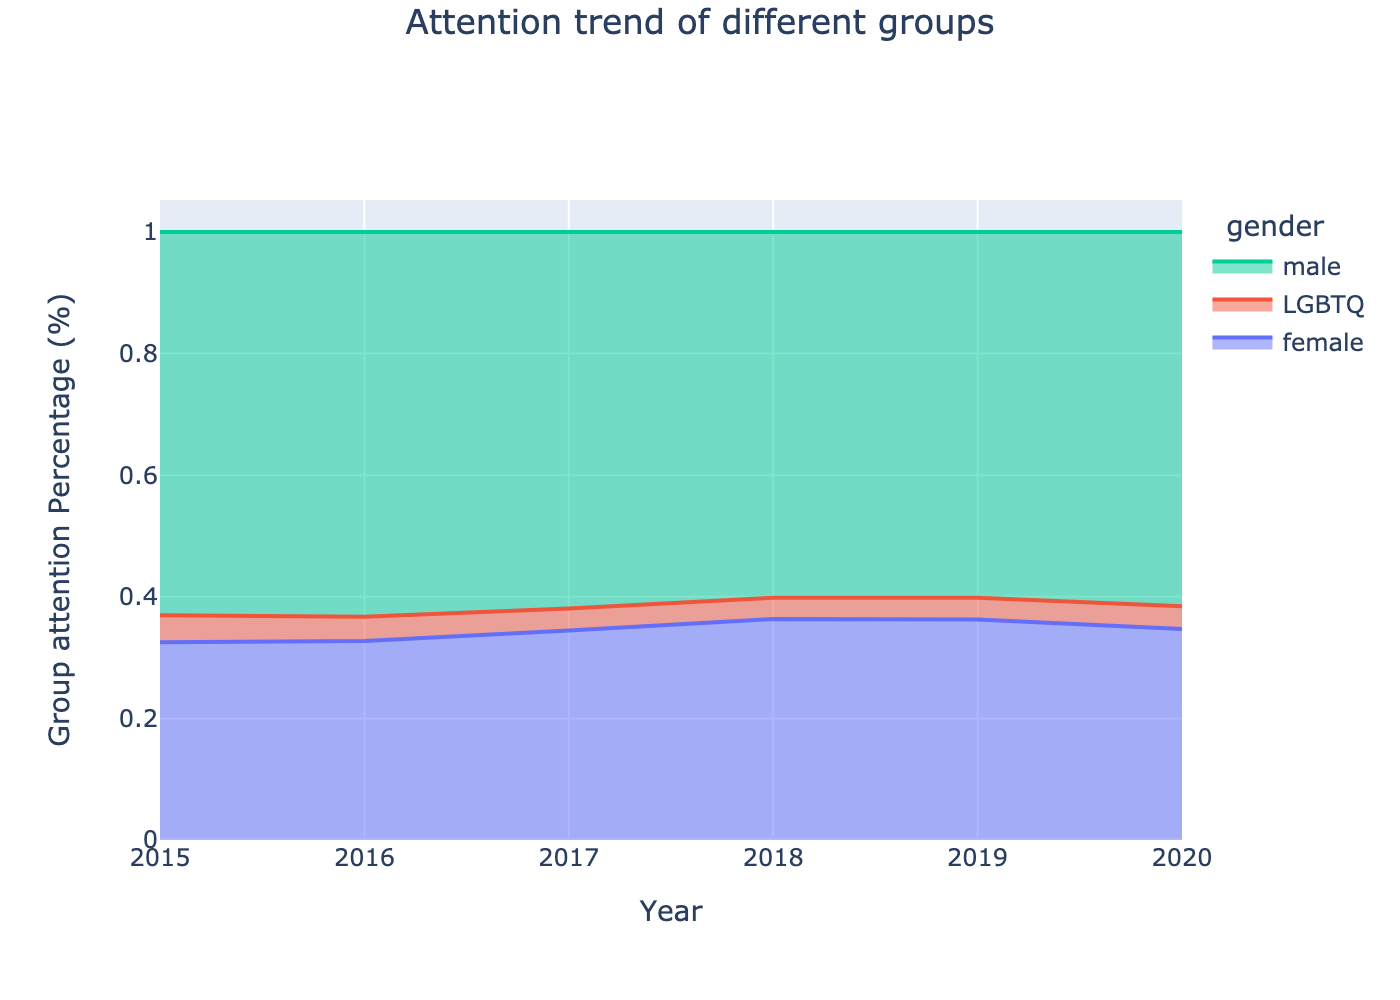 Attention trend of different groups
Group attention Percentage (%)
1
0.8
0.6
0.4
0.2
0
2015 2016 2017 2018 2019 2020
Year
gender
male
LGBTQ
female